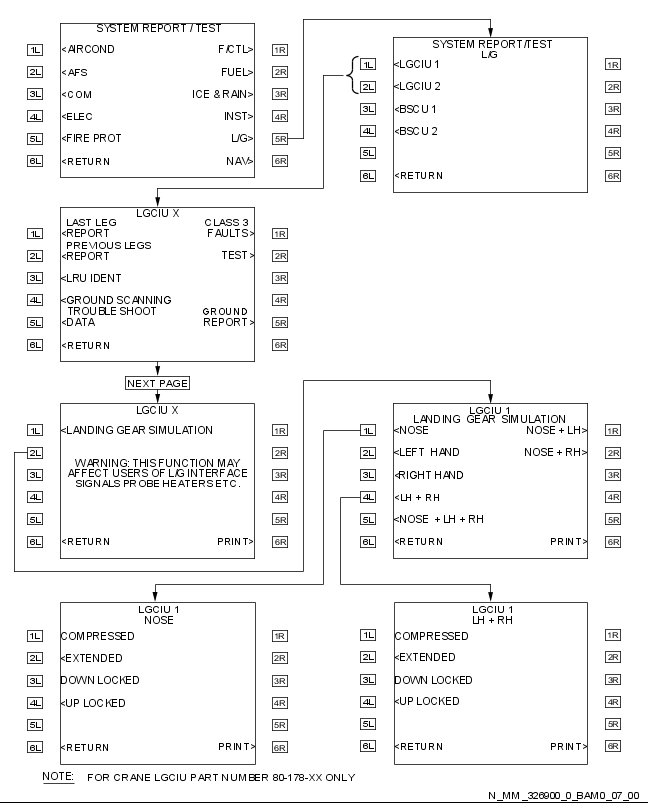 SYSTEM REPORT / TEST
1L <AIRCOND F/CTL> 1R
2L <AFS FUEL> 2R
3L <COM ICE & RAIN> 3R
4L <ELEC INST> 4R
5L <FIRE PROT L/G> 5R
6L <RETURN NAV> 6R
SYSTEM REPORT/TEST
L/G
1L <LGCIU 1 1R
2L <LGCIU 2 2R
3L <BSCU 1 3R
4L <BSCU 2 4R
5L 5R
6L <RETURN 6R
LGCIU X
LAST LEG CLASS 3
1L <REPORT FAULTS> 1R
PREVIOUS LEGS
2L <REPORT TEST> 2R
3L <LRU IDENT 3R
4L <GROUND SCANNING 4R
TROUBLE SHOOT GROUND
5L <DATA REPORT> 5R
6L <RETURN 6R
NEXT PAGE
LGCIU X
1L <LANDING GEAR SIMULATION 1R
2L 2R
WARNING: THIS FUNCTION MAY
3L AFFECT USERS OF L/G INTERFACE 3R
SIGNALS PROBE HEATERS ETC.
4L 4R
5L 5R
6L <RETURN PRINT> 6R
LGCIU 1
LANDING GEAR SIMULATION
1L <NOSE NOSE + LH> 1R
2L <LEFT HAND NOSE + RH> 2R
3L <RIGHT HAND 3R
4L <LH + RH 4R
5L <NOSE + LH + RH 5R
6L <RETURN PRINT> 6R
LGCIU 1
NOSE
1L COMPRESSED 1R
2L <EXTENDED 2R
3L DOWN LOCKED 3R
4L <UP LOCKED 4R
5L 5R
6L <RETURN PRINT> 6R
LGCIU 1
LH + RH
1L COMPRESSED 1R
2L <EXTENDED 2R
3L DOWN LOCKED 3R
4L <UP LOCKED 4R
5L 5R
6L <RETURN PRINT> 6R
NOTE: FOR CRANE LGCIU PART NUMBER 80-178-XX ONLY
N_MM_326900_0_BAM0_07_00